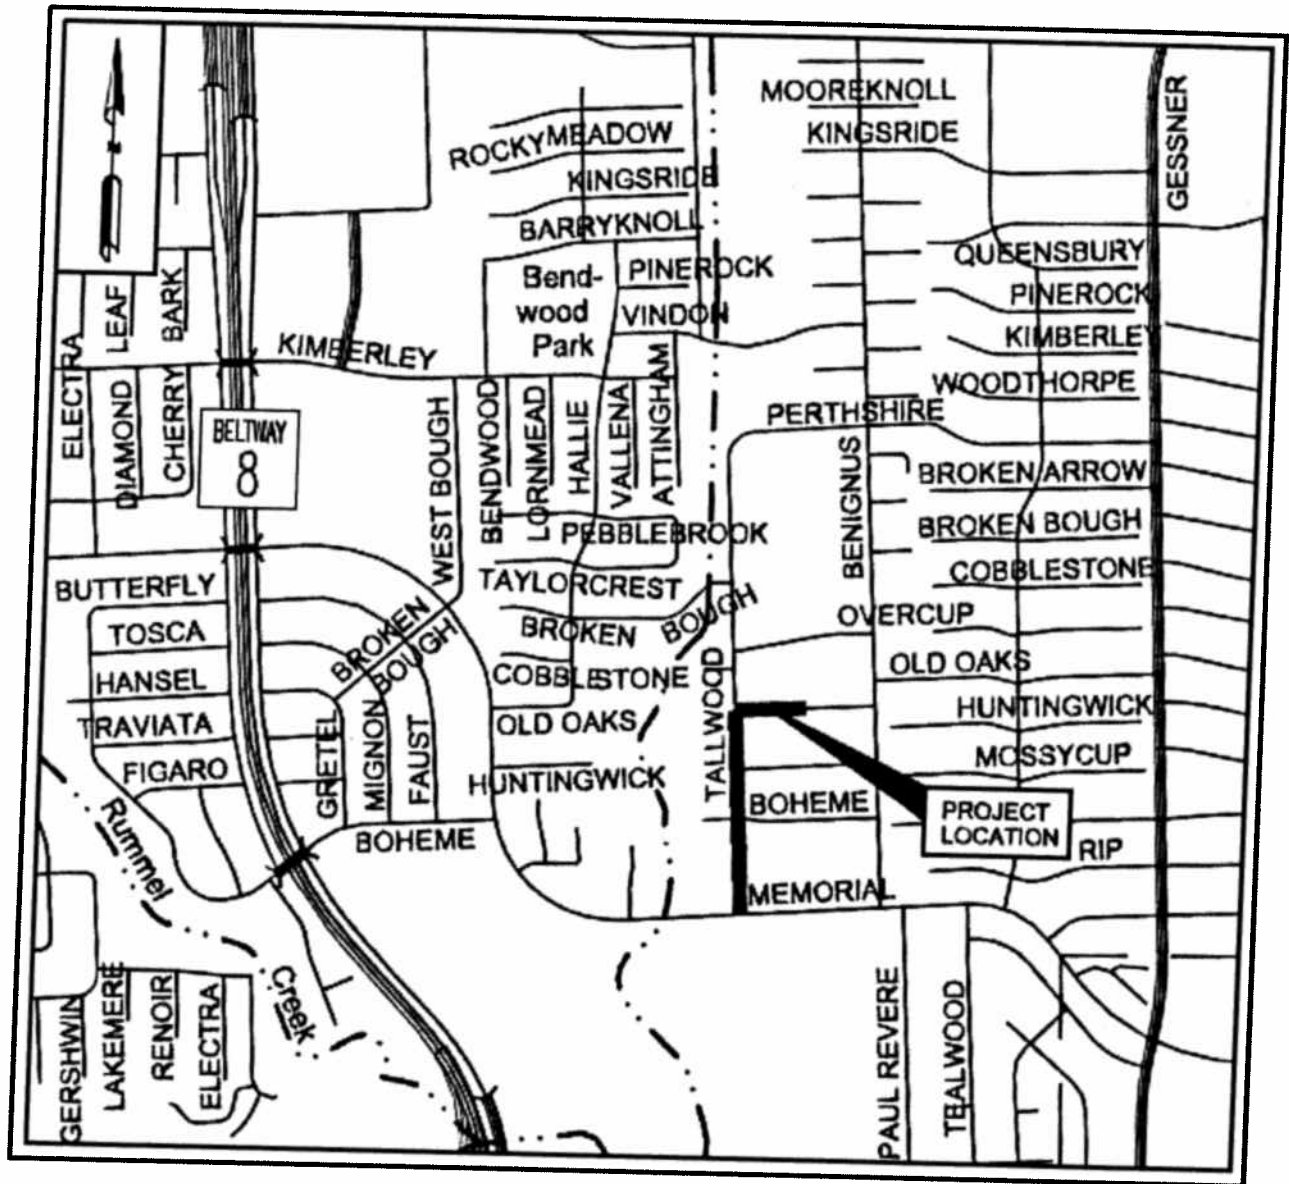 MOOREKNOLL
GESSNER
ROCKYMEADOW
KINGSRIDE
KINGSRIDE
BARRYKNOLL
QUEENSBURY
Bend-
wood
Park
PINEROCK
PINEROCK
VINDON
KIMBERLEY
LEAF
BARK
ELECTRA
KIMBERLEY
WOODTHORPE
DIAMOND
CHERRY
BELTWAY
8
WEST BOUGH
BENDWOOD
LORNMEAD
HALLIE
VALLENA
ATTINGHAM
PERTHSHIRE
BENIGNUS
BROKEN ARROW
BROKEN BOUGH
PEBBLEBROOK
COBBLESTONE
BUTTERFLY
TAYLORCREST
BROKEN
BOUGH
OVERCUP
TOSCA
BROKEN
BOUGH
OLD OAKS
HANSEL
COBBLESTONE
HUNTINGWICK
TRAVIATA
GRETEL
MIGNON
FAUST
OLD OAKS
TALLWOOD
MOSSYCUP
FIGARO
HUNTINGWICK
BOHEME
PROJECT
LOCATION
BOHEME
RIP
Rummel
Creek
MEMORIAL
GERSHWIN
LAKEMERE
RENOIR
ELECTRA
PAUL REVERE
TEALWOOD